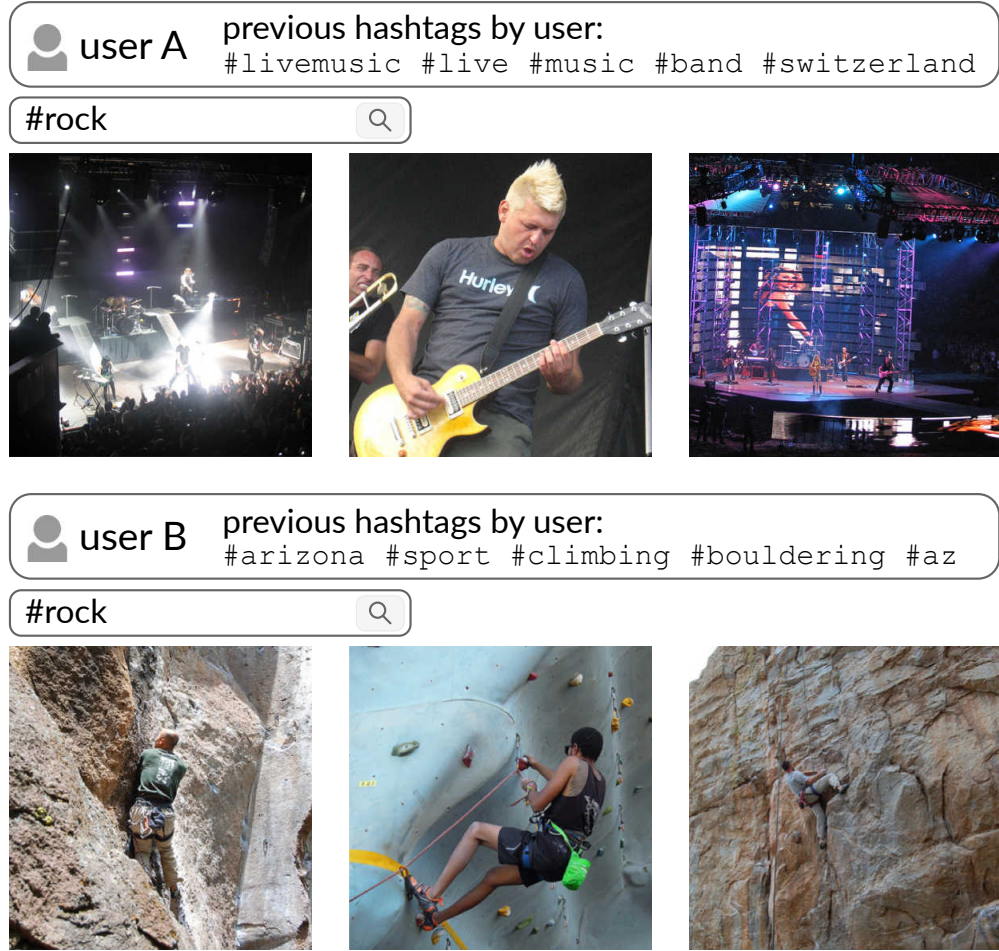 user A
previous hashtags by user:
#livemusic #live #music #band #switzerland
#rock
Hurley
user B
previous hashtags by user:
#arizona #sport #climbing #bouldering #az
#rock